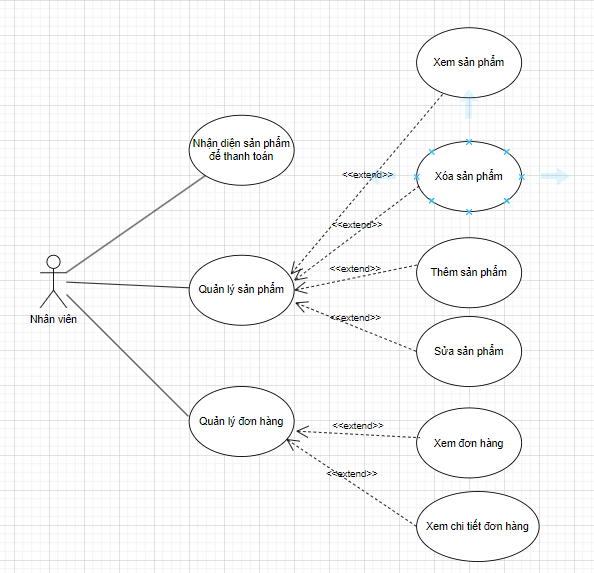 Xem sản phẩm
Nhận diện sản phẩm
để thanh toán
<<extend>>
Xóa sản phẩm
<<extend>>
<<extend>>
Thêm sản phẩm
Quản lý sản phẩm
Nhân viên
<<extend>>
Sửa sản phẩm
Quản lý đơn hàng
<<extend>>
Xem đơn hàng
<<extend>>
Xem chi tiết đơn hàng